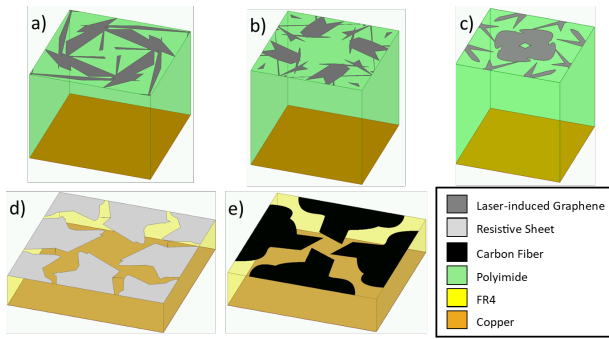 a)
b)
c)
d)
e)
Laser-induced Graphene
Resistive Sheet
Carbon Fiber
Polyimide
FR4
Copper